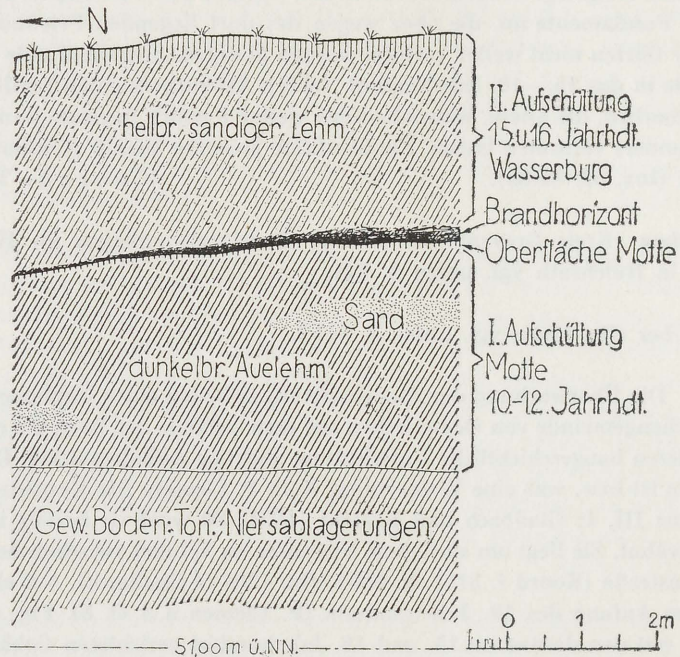 N
hellbr. sandiger Lehm
II. Aufschüttung
15.u.16. Jahrhdt.
Wasserburg
Brandhorizont
Oberfläche Motte
Sand
dunkelbr. Auelehm
I. Aufschüttung
Motte
10.-12. Jahrhdt.
Gew. Boden: Ton, Niersablagerungen
51,00 m ü.NN.
0 1 2m